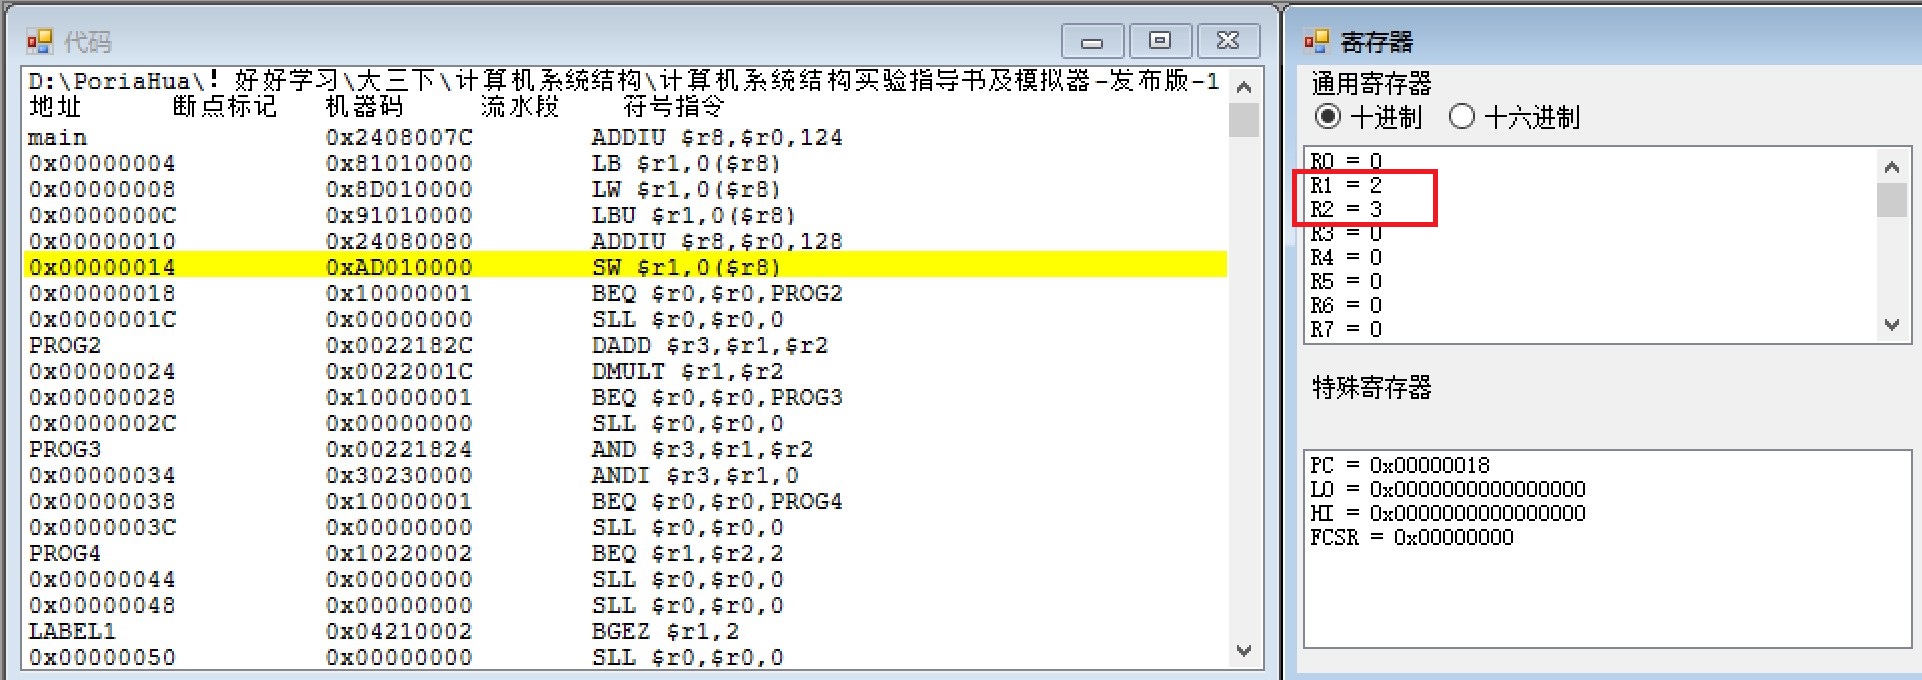 代码
D:\PoriaHua\! 好好学习\大三下\计算机系统结构\计算机系统结构实验指导书及模拟器-发布版-1
地址 断点标记 机器码 流水段 符号指令
main 0x2408007C ADDIU $r8,$r0,124
0x00000004 0x81010000 LB $r1,0($r8)
0x00000008 0x8D010000 LW $r1,0($r8)
0x0000000C 0x91010000 LBU $r1,0($r8)
0x00000010 0x24080080 ADDIU $r8,$r0,128
0x00000014 0xAD010000 SW $r1,0($r8)
0x00000018 0x10000001 BEQ $r0,$r0,PROG2
0x0000001C 0x00000000 SLL $r0,$r0,0
PROG2 0x0022182C DADD $r3,$r1,$r2
0x00000024 0x0022001C DMULT $r1,$r2
0x00000028 0x10000001 BEQ $r0,$r0,PROG3
0x0000002C 0x00000000 SLL $r0,$r0,0
PROG3 0x00221824 AND $r3,$r1,$r2
0x00000034 0x30230000 ANDI $r3,$r1,0
0x00000038 0x10000001 BEQ $r0,$r0,PROG4
0x0000003C 0x00000000 SLL $r0,$r0,0
PROG4 0x10220002 BEQ $r1,$r2,2
0x00000044 0x00000000 SLL $r0,$r0,0
0x00000048 0x00000000 SLL $r0,$r0,0
LABEL1 0x04210002 BGEZ $r1,2
0x00000050 0x00000000 SLL $r0,$r0,0
寄存器
通用寄存器
十进制 十六进制
R0 = 0
R1 = 2
R2 = 3
R3 = 0
R4 = 0
R5 = 0
R6 = 0
R7 = 0
特殊寄存器
PC = 0x00000018
LO = 0x0000000000000000
HI = 0x0000000000000000
FCSR = 0x00000000